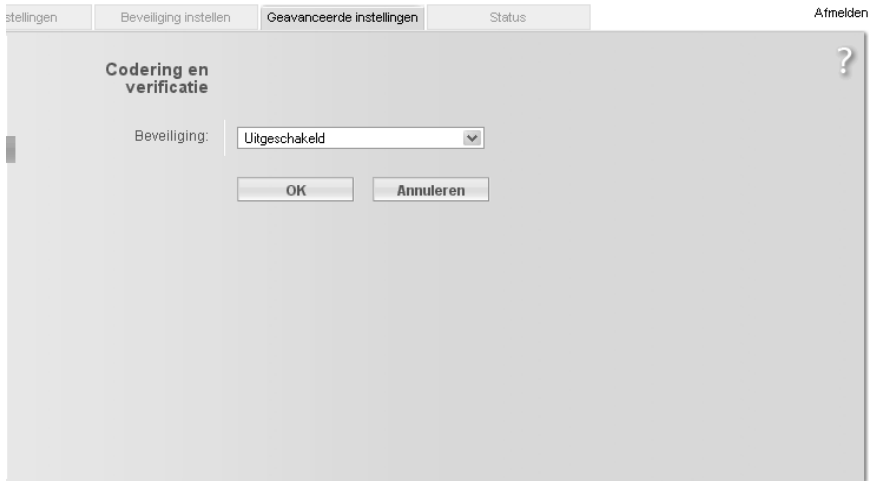 stellingen Beveiliging instellen Geavanceerde instellingen Status Afmelden
?
Codering en
verificatie
Beveiliging: Uitgeschakeld
OK Annuleren